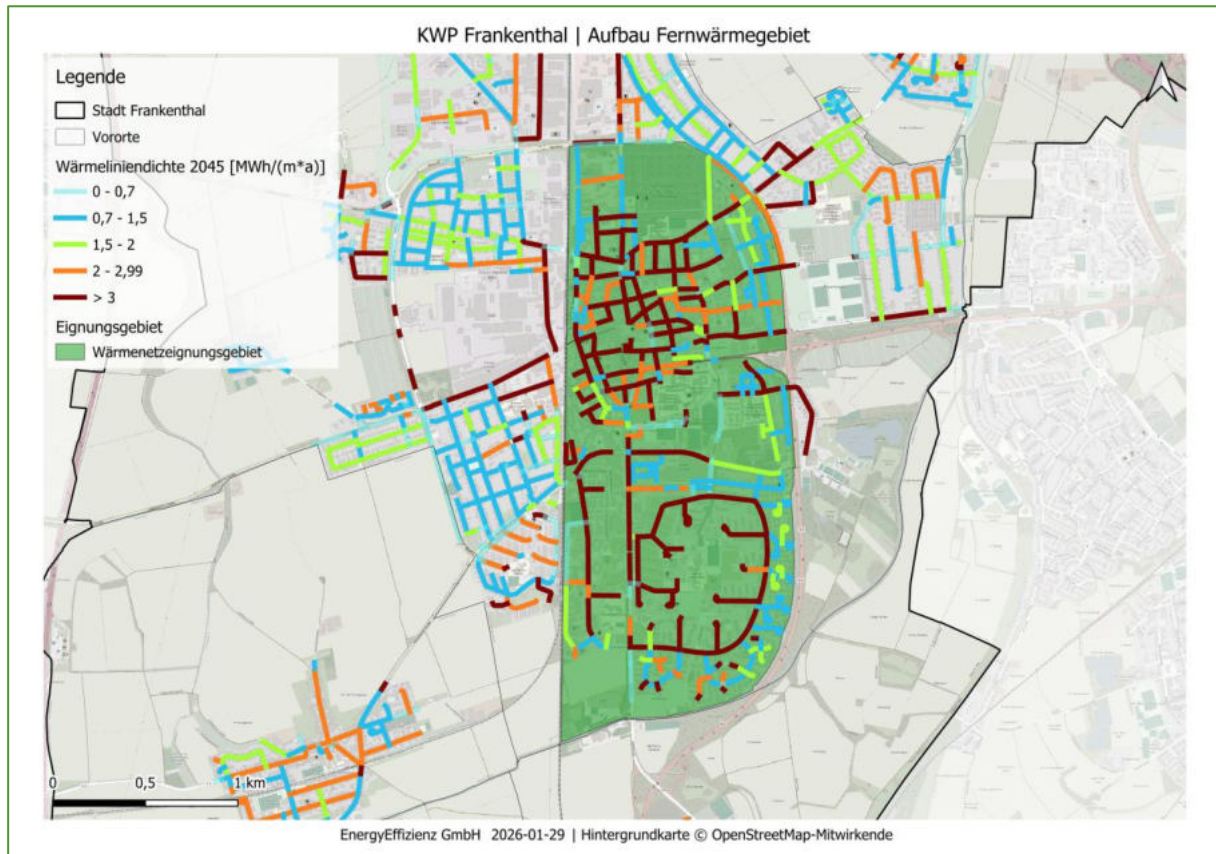 KWP Frankenthal | Aufbau Fernwärmegebiet
Legende
Stadt Frankenthal
Vororte
Wärmeliniendichte 2045 [MWh/(m*a)]
0 - 0,7
0,7 - 1,5
1,5 - 2
2 - 2,99
> 3
Eignungsgebiet
Wärmenetzeignungsgebiet
0 0,5 1 km
EnergyEffizienz GmbH 2026-01-29 | Hintergrundkarte © OpenStreetMap-Mitwirkende